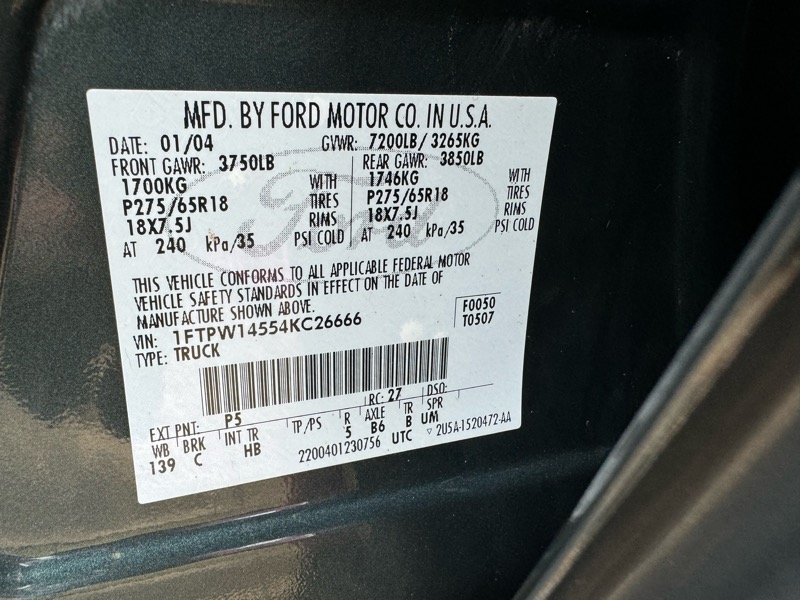 MFD. BY FORD MOTOR CO. IN U.S.A.
DATE: 01/04 GVWR: 7200LB/ 3265KG
FRONT GAWR: 3750LB REAR GAWR: 3850LB
1700KG WITH 1746KG WITH
P275/65R18 TIRES P275/65R18 TIRES
18X7.5J RIMS 18X7.5J RIMS
AT 240 kPa/35 PSI COLD AT 240 kPa/35 PSI COLD
Ford
THIS VEHICLE CONFORMS TO ALL APPLICABLE FEDERAL MOTOR
VEHICLE SAFETY STANDARDS IN EFFECT ON THE DATE OF
MANUFACTURE SHOWN ABOVE.
VIN: 1FTPW14554KC26666 F0050
TYPE: TRUCK T0507
EXT PNT: P5 RC: 27 DSO:
WB BRK INT TR TP/PS R AXLE TR SPR
139 C HB 5 B6 B UM
2200401230756 UTC ▽ 2U5A-1520472-AA